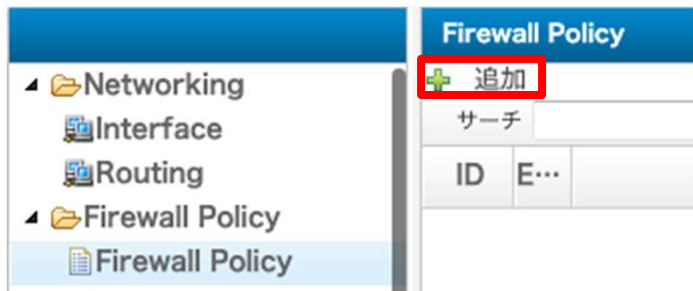 Networking
Interface
Routing
Firewall Policy
Firewall Policy
Firewall Policy
追加
サーチ
ID E…